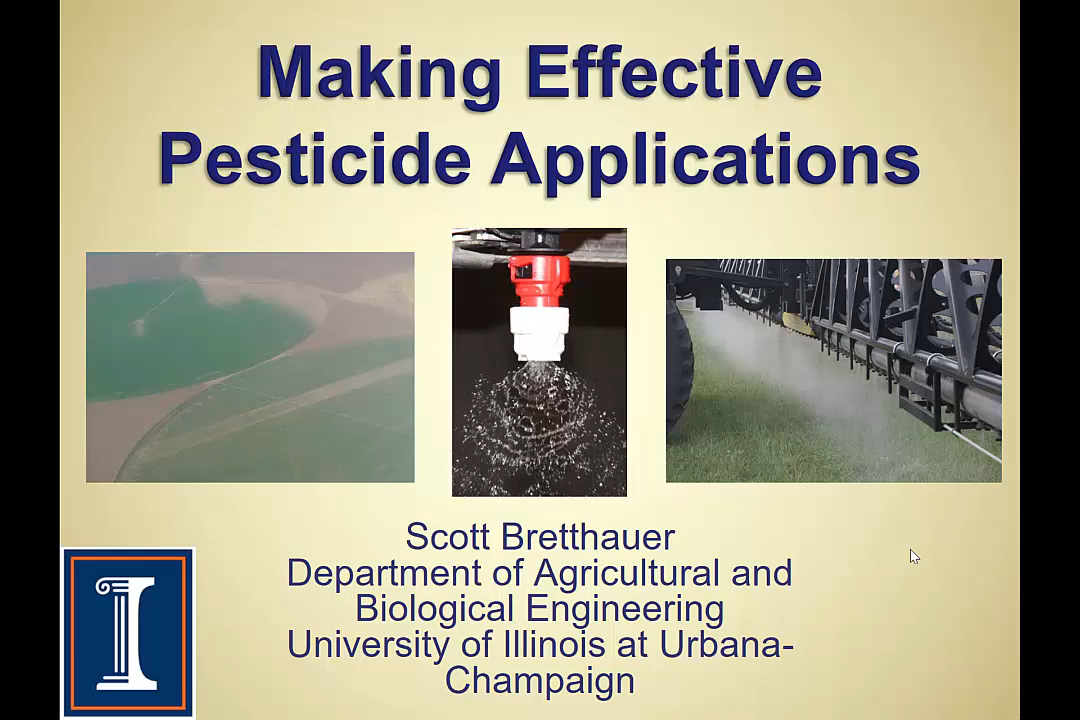 Making Effective
Pesticide Applications
Scott Bretthauer
Department of Agricultural and
Biological Engineering
University of Illinois at Urbana-
Champaign